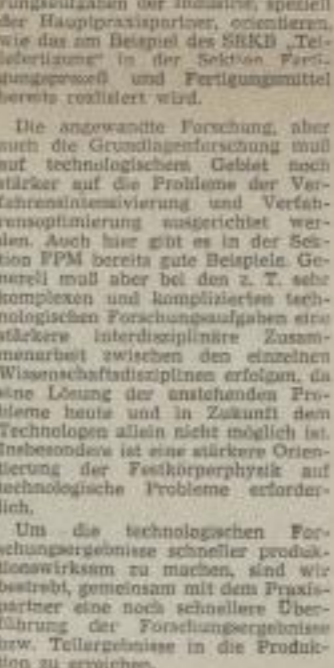 der Hauptpraxispartner, orientieren,
wie das am Beispiel des SRKB „Tei-
lefertigung" in der Sektion Ferti-
gungsprozeß und Fertigungsmittel
bereits realisiert wird.
Die angewandte Forschung, aber
auch die Grundlagenforschung muß
auf technologischem Gebiet noch
stärker auf die Probleme der Ver-
fahrensintensivierung und Verfah-
rensoptimierung ausgerichtet wer-
den. Auch hier gibt es in der Sek-
tion FPM bereits gute Beispiele. Ge-
nerell muß aber bei den z. T. sehr
komplexen und komplizierten tech-
nologischen Forschungsaufgaben eine
stärkere interdisziplinäre Zusam-
menarbeit zwischen den einzelnen
Wissenschaftsdisziplinen erfolgen, da
eine Lösung der anstehenden Pro-
bleme heute und in Zukunft dem
Technologen allein nicht möglich ist.
Insbesondere ist eine stärkere Orien-
tierung der Festkörperphysik auf
technologische Probleme erforder-
lich.
Um die technologischen For-
schungsergebnisse schneller produk-
tionswirksam zu machen, sind wir
bestrebt, gemeinsam mit dem Praxis-
partner eine noch schnellere Über-
führung der Forschungsergebnisse
bzw. Teilergebnisse in die Produk-
tion zu erreichen.